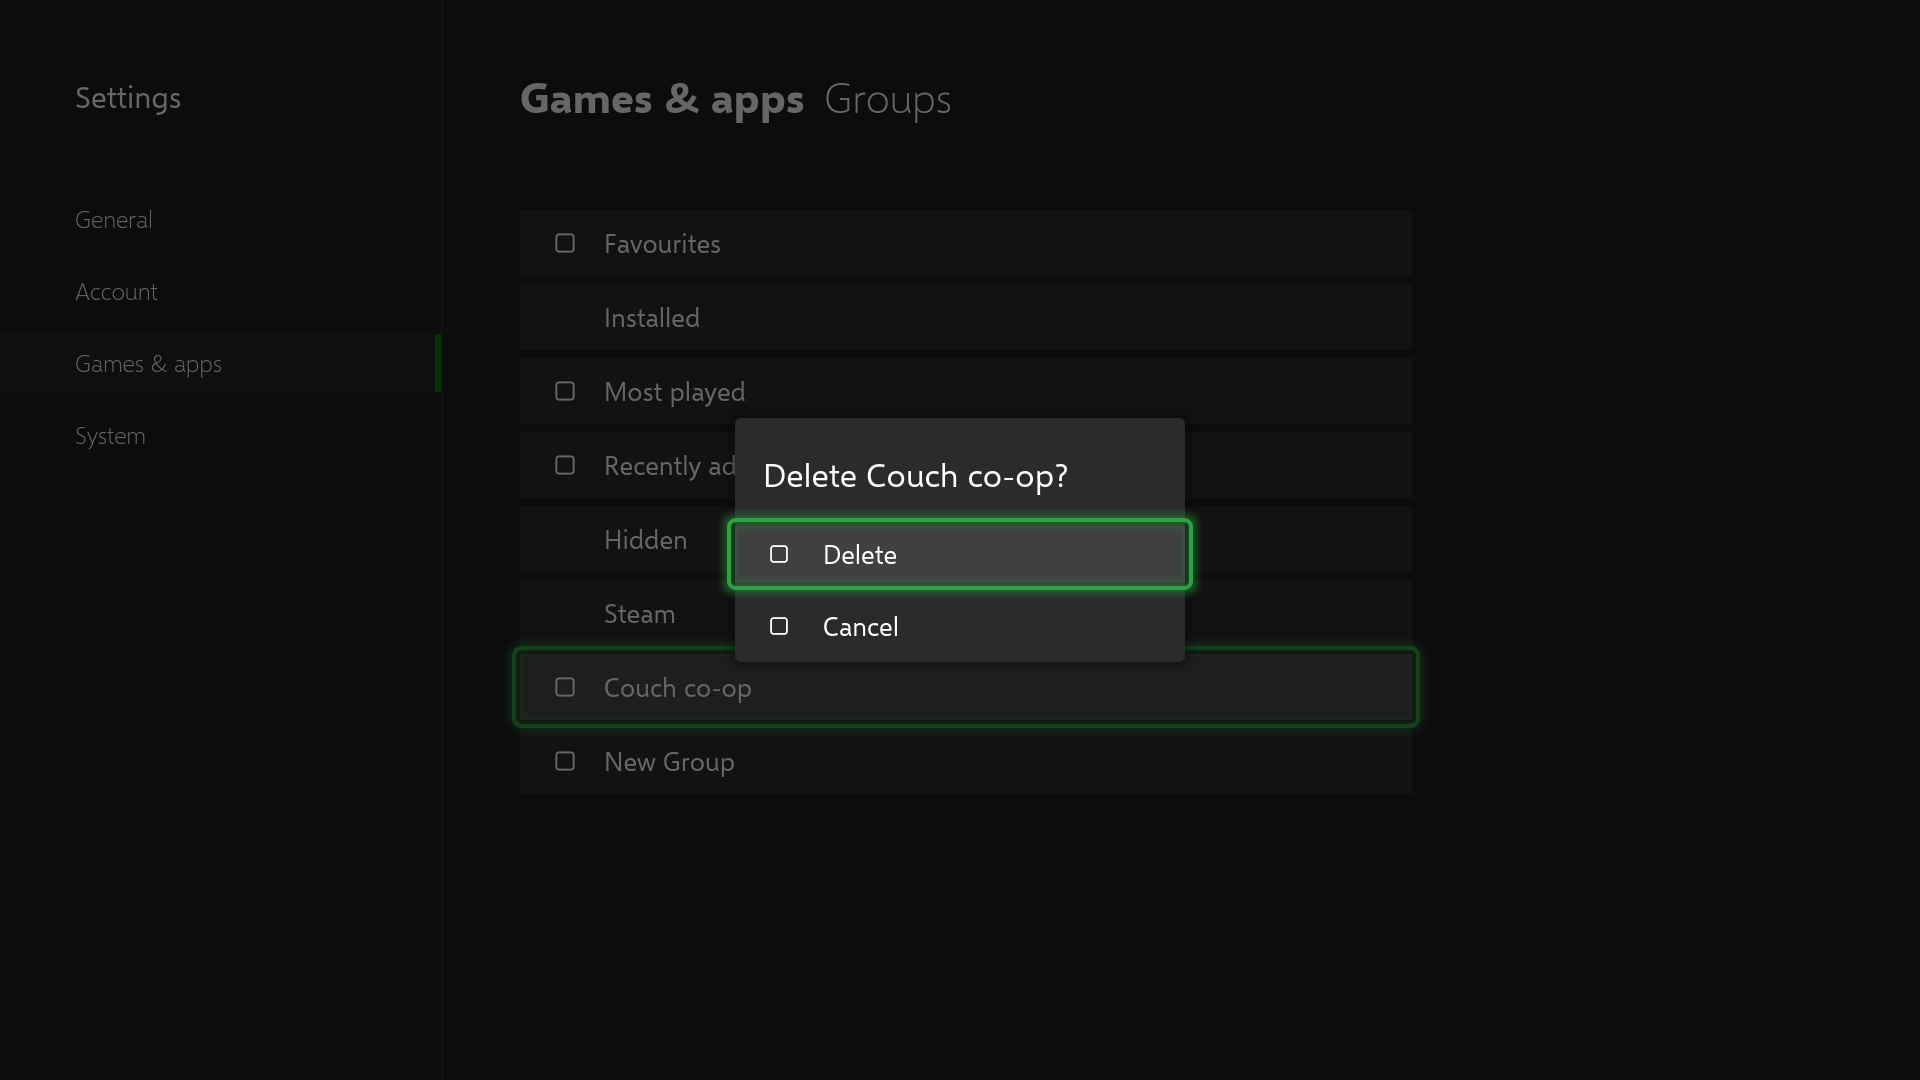 Settings
General
Account
Games & apps
System
Games & apps Groups
Favourites
Installed
Most played
Recently
Hidden
Steam
Couch co-op
New Group
Delete Couch co-op?
Delete
Cancel